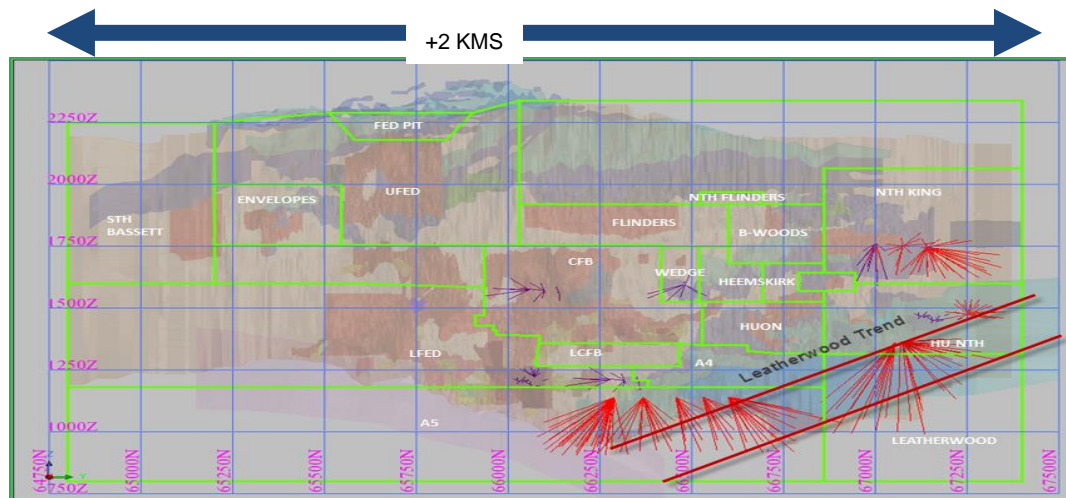 +2 KMS
2250Z
FED PIT
2000Z
ENVELOPES
UFED
NTH FLINDERS
NTH KING
STH
BASSETT
FLINDERS
B-WOODS
1750Z
CFB
WEDGE
HEEMSKIRK
1500Z
HUON
Leatherwood Trend
HU_NTH
LFED
LCFB
A4
1250Z
A5
LEATHERWOOD
1000Z
750Z
Z
Y
64750N
65000N
65250N
65500N
65750N
66000N
66250N
66500N
66750N
67000N
67250N
67500N